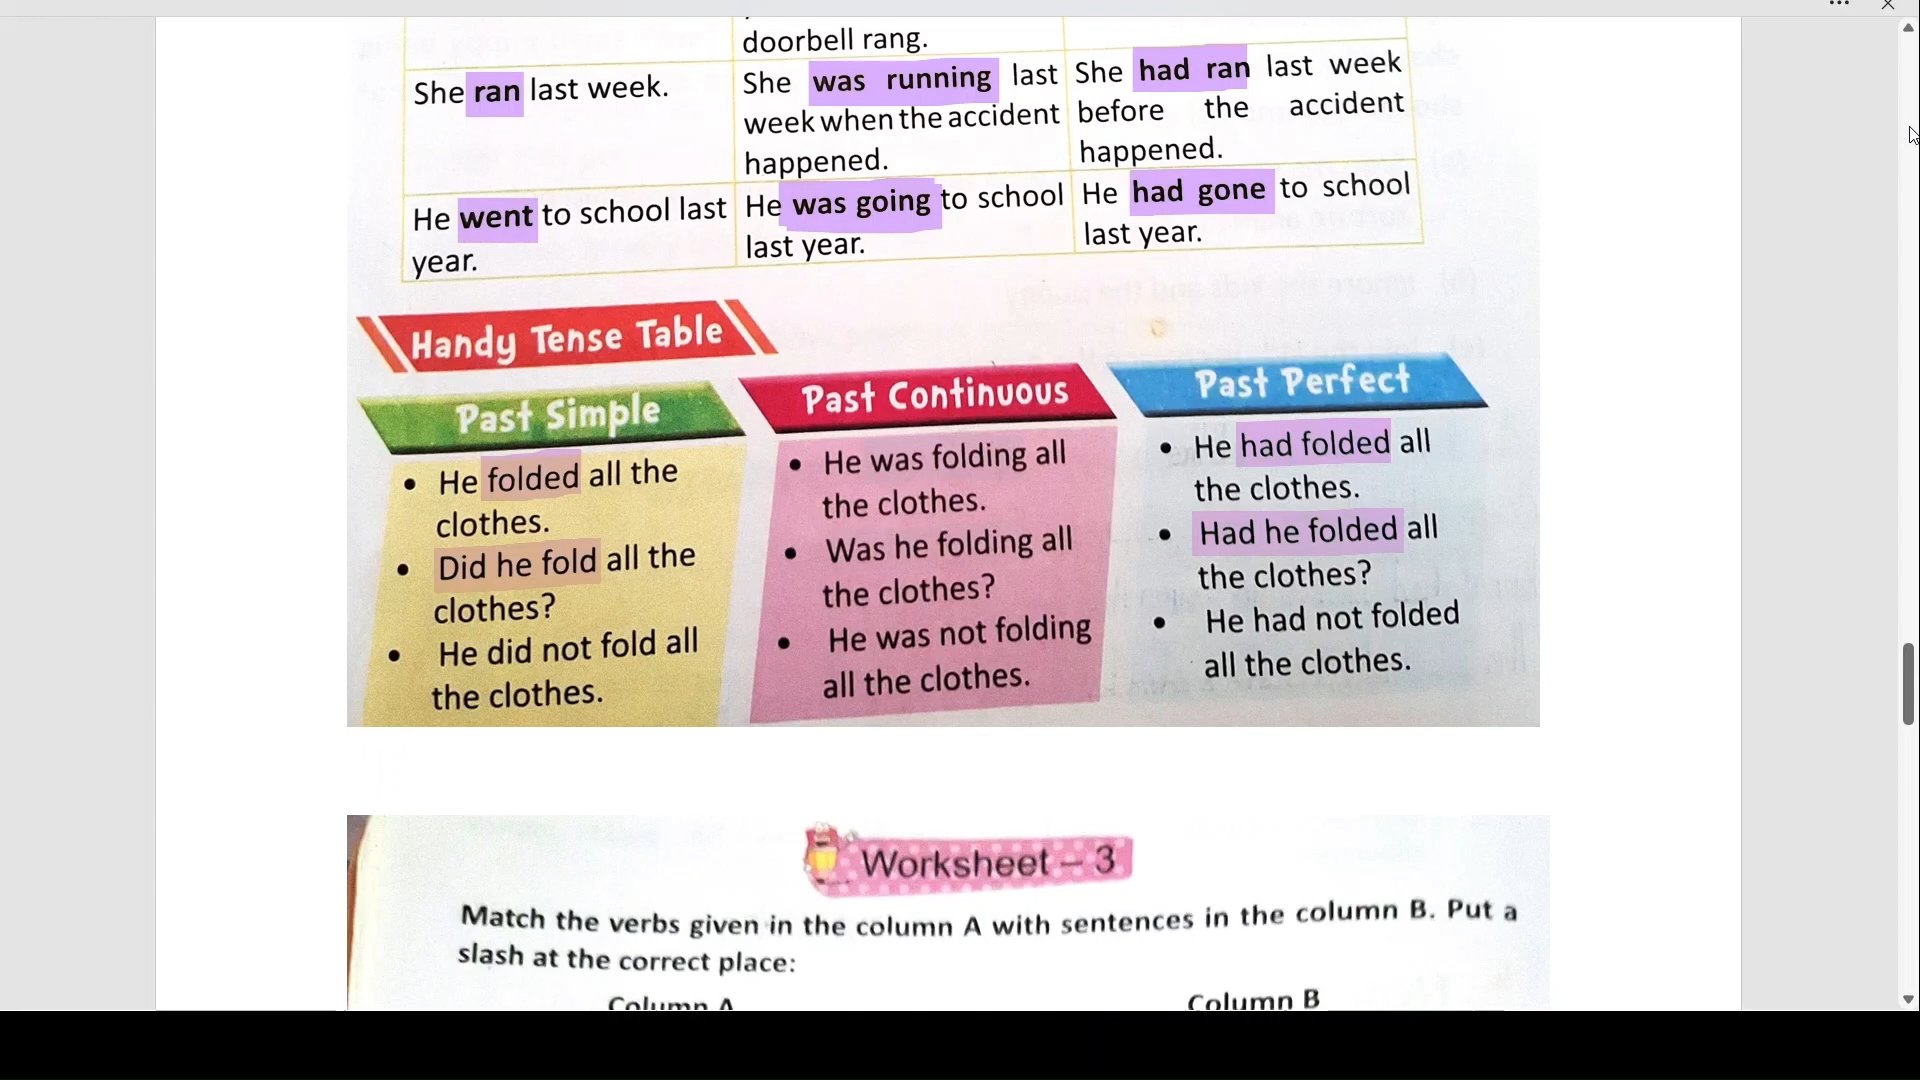 doorbell rang.
She ran last week.
She was running last
week when the accident
happened.
She had ran last week
before the accident
happened.
He went to school last
year.
He was going to school
last year.
He had gone to school
last year.
Handy Tense Table
Past Simple
• He folded all the
clothes.
• Did he fold all the
clothes?
• He did not fold all
the clothes.
Past Continuous
• He was folding all
the clothes.
• Was he folding all
the clothes?
• He was not folding
all the clothes.
Past Perfect
• He had folded all
the clothes.
• Had he folded all
the clothes?
• He had not folded
all the clothes.
Worksheet – 3
Match the verbs given in the column A with sentences in the column B. Put a
slash at the correct place:
Column A
Column B